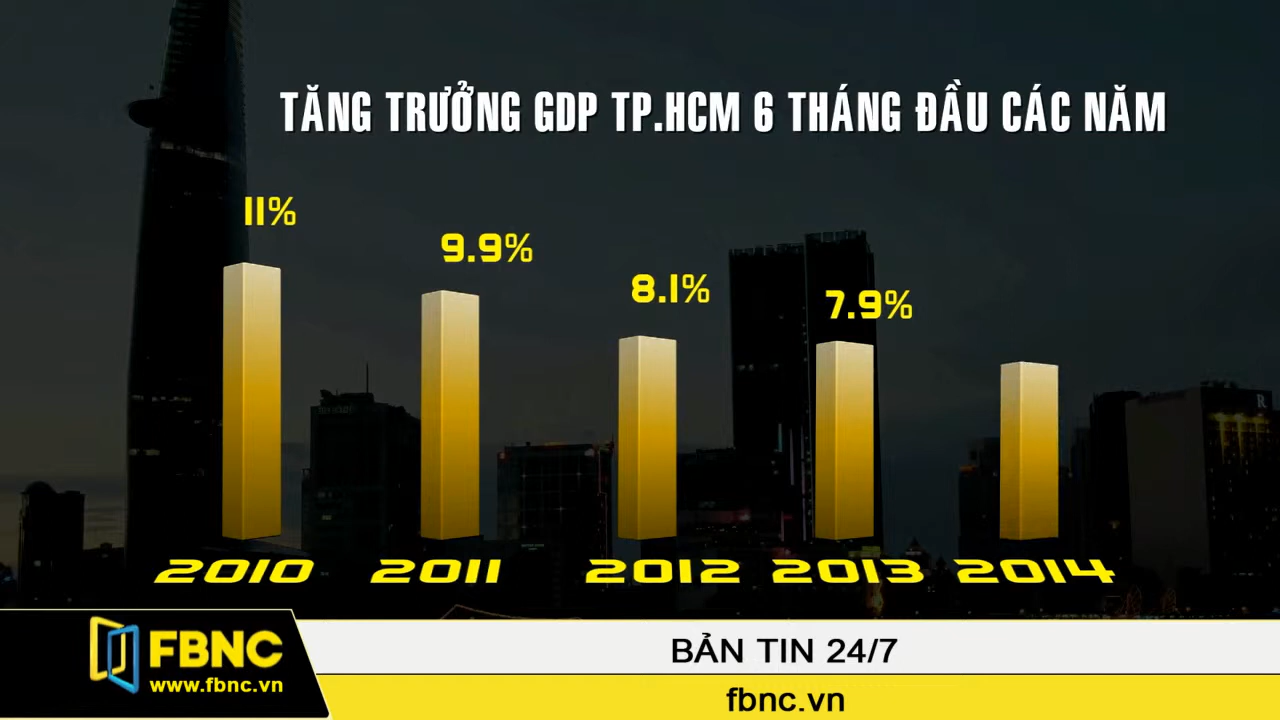 TĂNG TRƯỞNG GDP TP.HCM 6 THÁNG ĐẦU CÁC NĂM
11%
9.9%
8.1%
7.9%
2010 2011 2012 2013 2014
R
FBNC
www.fbnc.vn
BẢN TIN 24/7
fbnc.vn